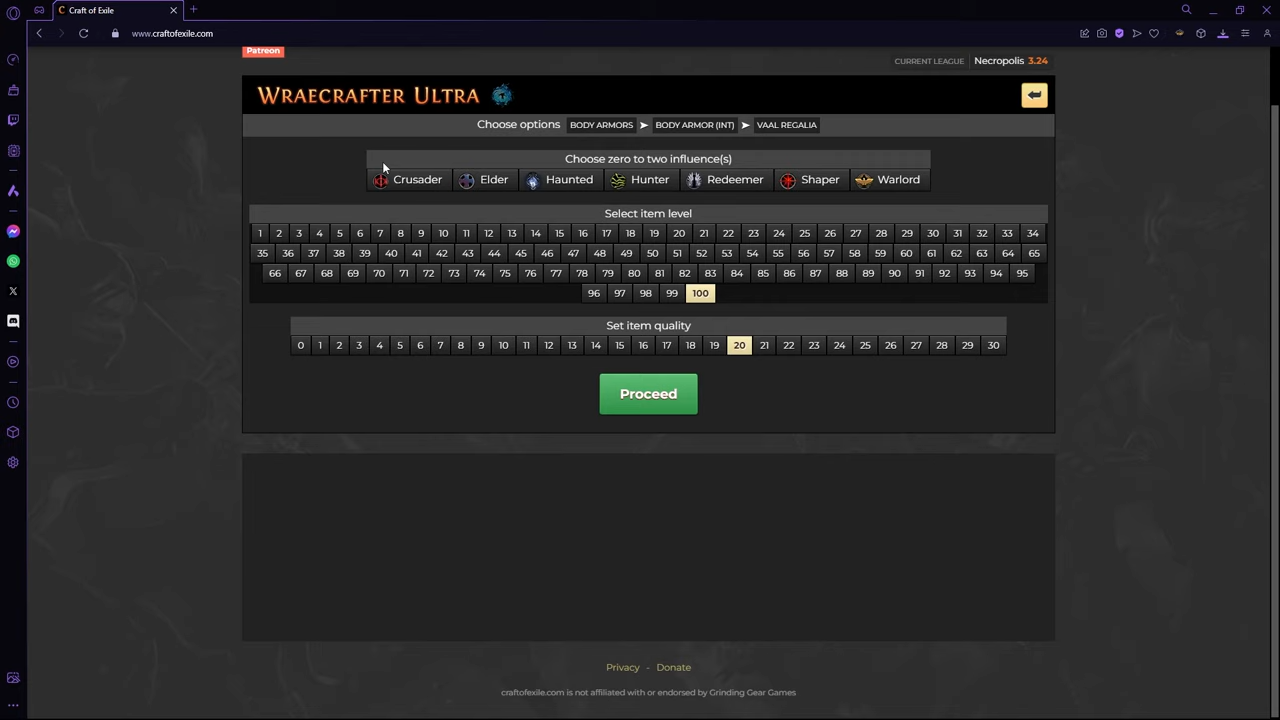 Craft of Exile
www.craftofexile.com
Patreon
CURRENT LEAGUE Necropolis 3.24
WRAECRAFTER ULTRA
Choose options BODY ARMORS BODY ARMOR (INT) VAAL REGALIA
Choose zero to two influence(s)
Crusader Elder Haunted Hunter Redeemer Shaper Warlord
Select item level
1 2 3 4 5 6 7 8 9 10 11 12 13 14 15 16 17 18 19 20 21 22 23 24 25 26 27 28 29 30 31 32 33 34
35 36 37 38 39 40 41 42 43 44 45 46 47 48 49 50 51 52 53 54 55 56 57 58 59 60 61 62 63 64 65
66 67 68 69 70 71 72 73 74 75 76 77 78 79 80 81 82 83 84 85 86 87 88 89 90 91 92 93 94 95
96 97 98 99 100
Set item quality
0 1 2 3 4 5 6 7 8 9 10 11 12 13 14 15 16 17 18 19 20 21 22 23 24 25 26 27 28 29 30
Proceed
Privacy - Donate
craftofexile.com is not affiliated with or endorsed by Grinding Gear Games